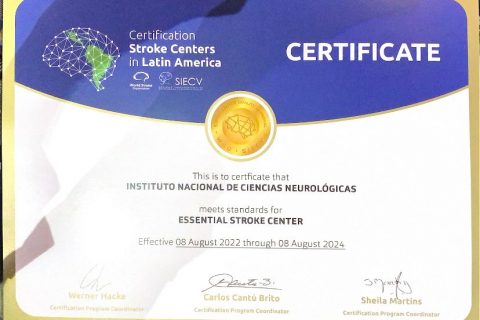 Certification
Stroke Centers
in Latin America
World Stroke
Organization
SIECV
CERTIFICATE
This is to certficate that
INSTITUTO NACIONAL DE CIENCIAS NEUROLÓGICAS
meets standards for
ESSENTIAL STROKE CENTER
Effective 08 August 2022 through 08 August 2024
Werner Hacke
Certification Program Coordinator
Carlos Cantú Brito
Certification Program Coordinator
Sheila Martins
Certification Program Coordinator